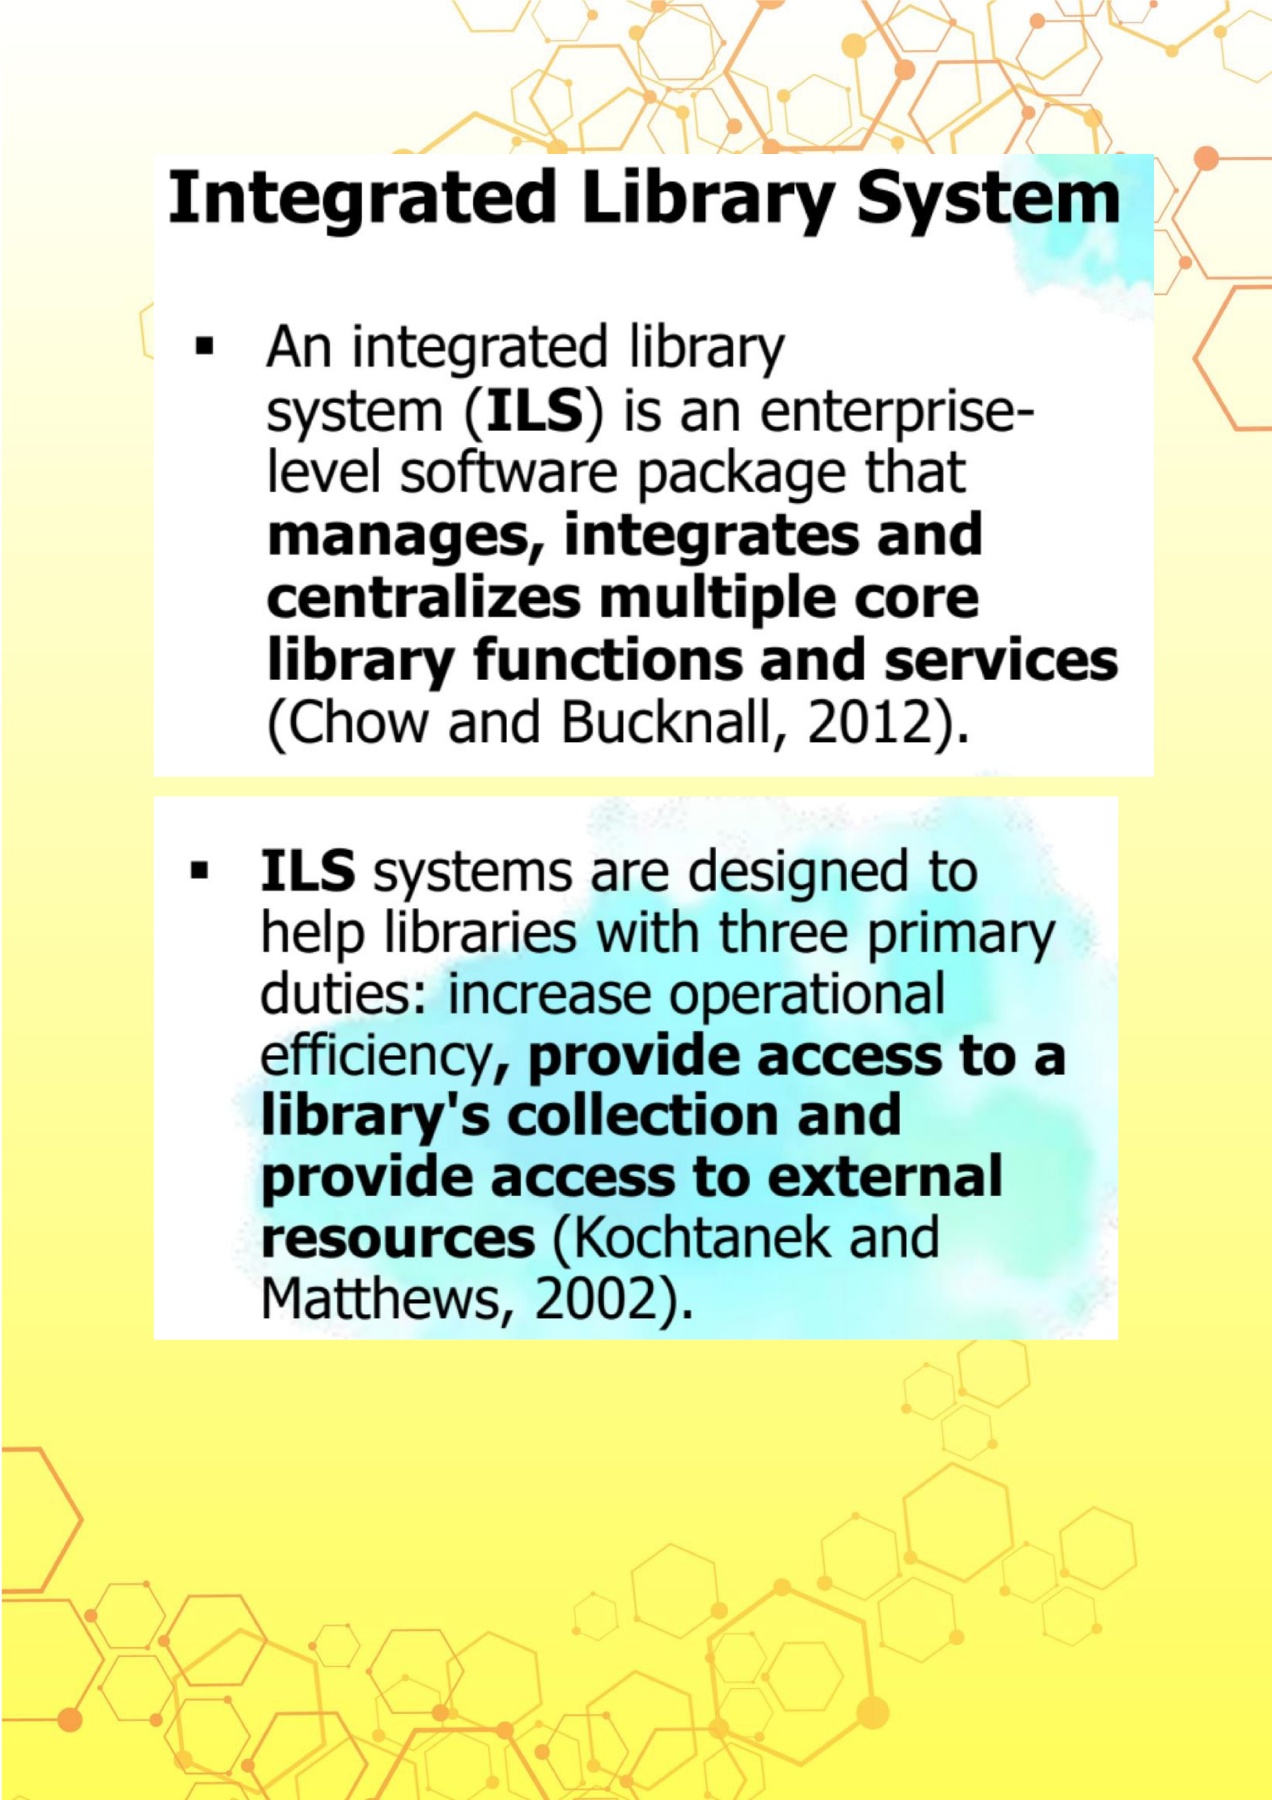 Integrated Library System
▪ An integrated library
system (ILS) is an enterprise-
level software package that
manages, integrates and
centralizes multiple core
library functions and services
(Chow and Bucknall, 2012).
▪ ILS systems are designed to
help libraries with three primary
duties: increase operational
efficiency, provide access to a
library's collection and
provide access to external
resources (Kochtanek and
Matthews, 2002).